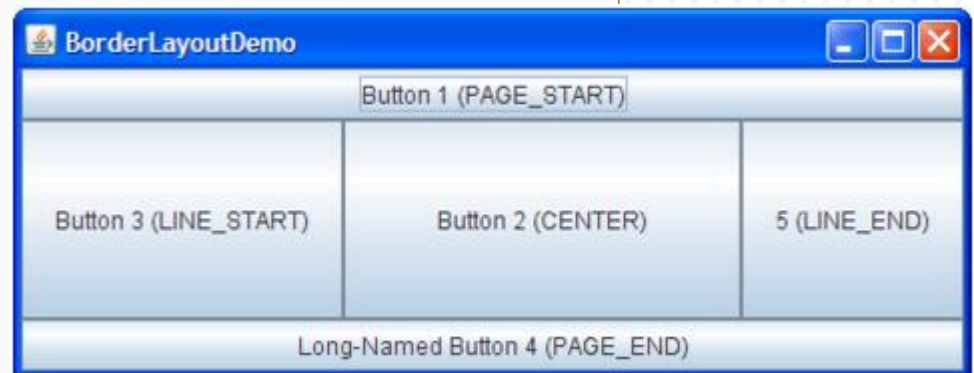 BorderLayoutDemo
Button 1 (PAGE_START)
Button 3 (LINE_START)
Button 2 (CENTER)
5 (LINE_END)
Long-Named Button 4 (PAGE_END)